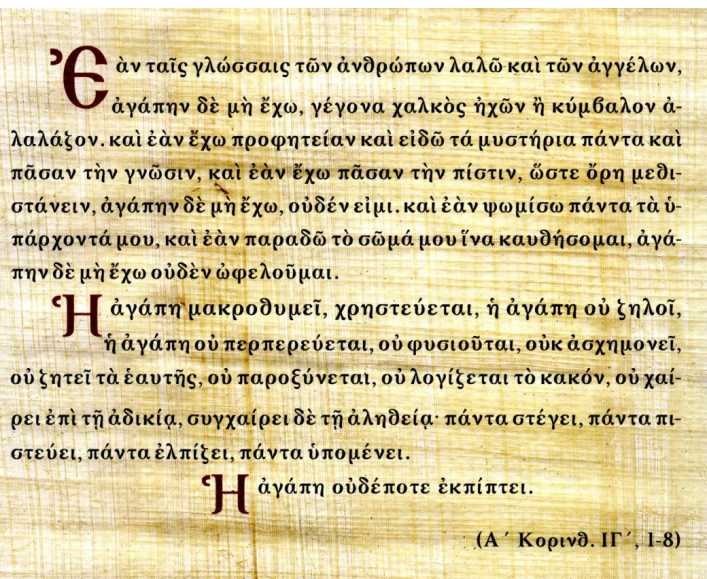 Ἐὰν ταῖς γλώσσαις τῶν ἀνθρώπων λαλῶ καὶ τῶν ἀγγέλων,
ἀγάπην δὲ μὴ ἔχω, γέγονα χαλκὸς ἠχῶν ἢ κύμβαλον ἀ-
λαλάζον. καὶ ἐὰν ἔχω προφητείαν καὶ εἰδῶ τά μυστήρια πάντα καὶ
πᾶσαν τὴν γνῶσιν, καὶ ἐὰν ἔχω πᾶσαν τὴν πίστιν, ὥστε ὄρη μεθι-
στάνειν, ἀγάπην δὲ μὴ ἔχω, οὐδέν εἰμι. καὶ ἐὰν ψωμίσω πάντα τὰ ὑ-
πάρχοντά μου, καὶ ἐὰν παραδῶ τὸ σῶμά μου ἵνα καυθήσομαι, ἀγά-
πην δὲ μὴ ἔχω οὐδὲν ὠφελοῦμαι.
Ἡ ἀγάπη μακροθυμεῖ, χρηστεύεται, ἡ ἀγάπη οὐ ζηλοῖ,
ἡ ἀγάπη οὐ περπερεύεται, οὐ φυσιοῦται, οὐκ ἀσχημονεῖ,
οὐ ζητεῖ τὰ ἑαυτῆς, οὐ παροξύνεται, οὐ λογίζεται τὸ κακόν, οὐ χαί-
ρει ἐπὶ τῇ ἀδικίᾳ, συγχαίρει δὲ τῇ ἀληθείᾳ· πάντα στέγει, πάντα πι-
στεύει, πάντα ἐλπίζει, πάντα ὑπομένει.
Ἡ ἀγάπη οὐδέποτε ἐκπίπτει.
(Α΄ Κορινθ. ΙΓ΄, 1-8)